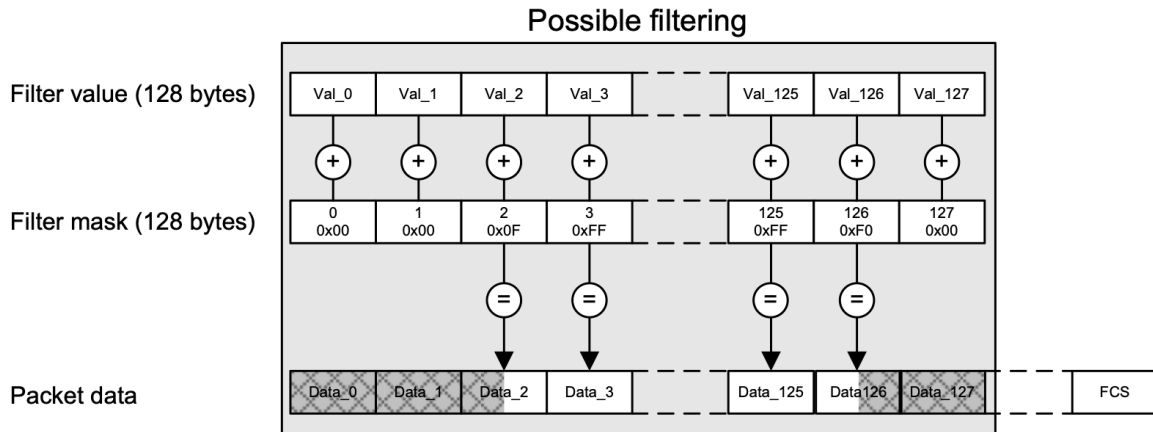 Possible filtering
Filter value (128 bytes)
Val_0 Val_1 Val_2 Val_3 Val_125 Val_126 Val_127
+ + + + + + +
Filter mask (128 bytes)
0 1 2 3 125 126 127
0x00 0x00 0x0F 0xFF 0xFF 0xF0 0x00
= = = =
Packet data
Data_0 Data_1 Data_2 Data_3 Data_125 Data126 Data_127 FCS